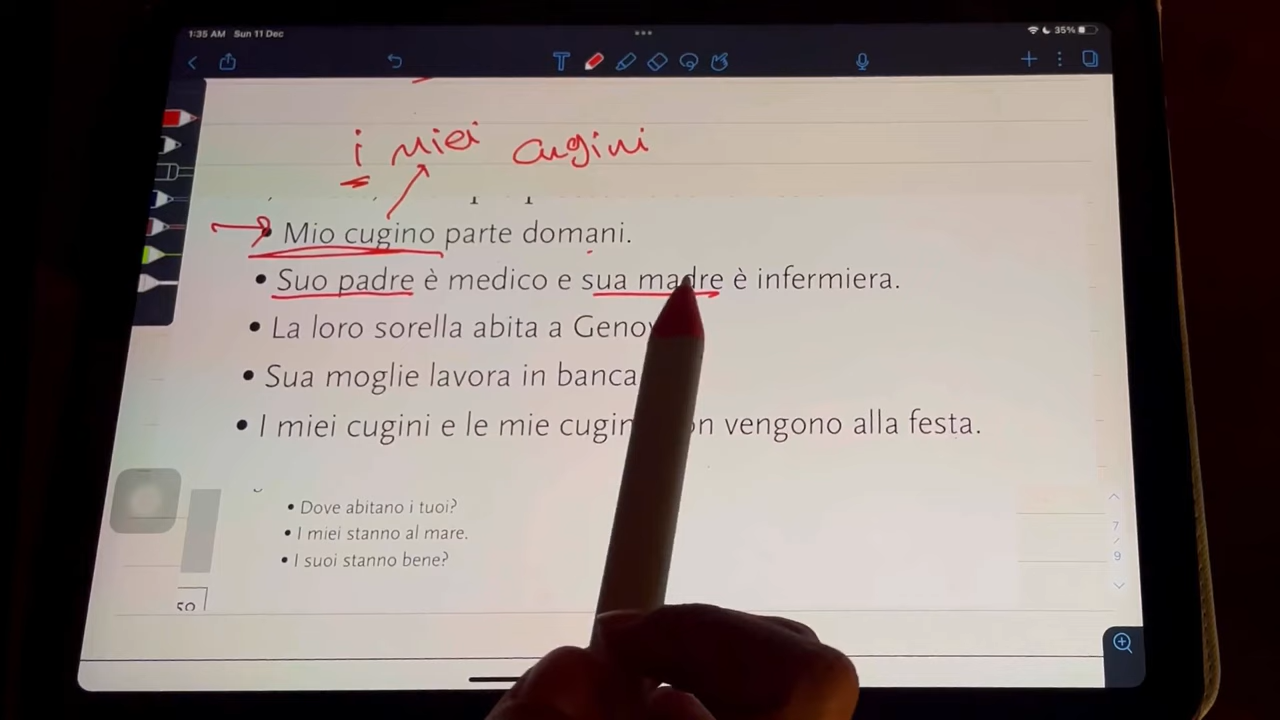 1:35 AM Sun 11 Dec
35%
T
i miei cugini
• Mio cugino parte domani.
• Suo padre è medico e sua madre è infermiera.
• La loro sorella abita a
• Sua moglie lavora in banca
• I miei cugini e le mie vengono alla festa.
• Dove abitano i tuoi?
• I miei stanno al mare.
• I suoi stanno bene?
7
/
9